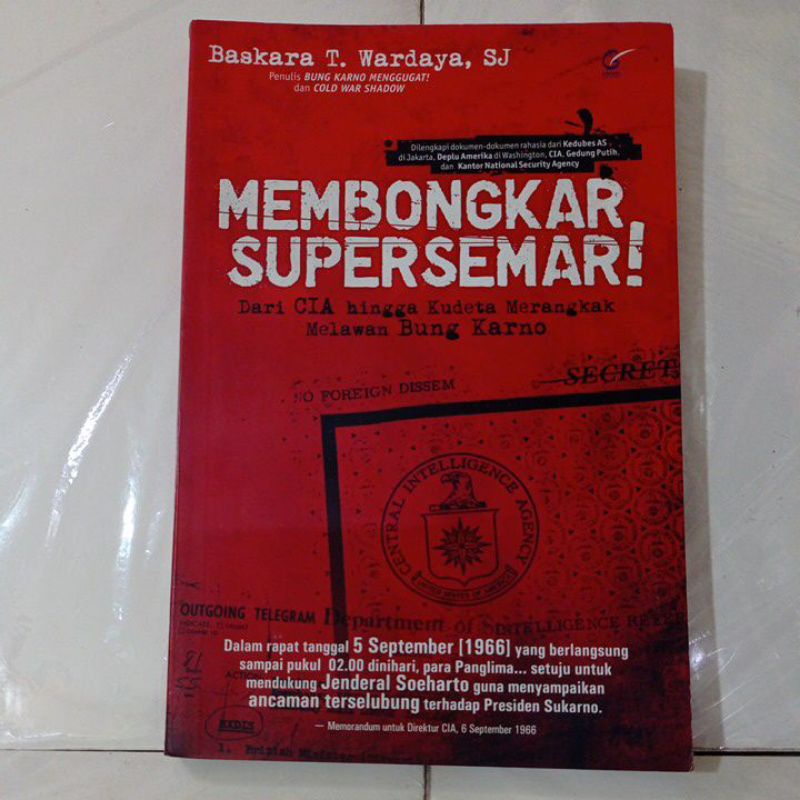 Baskara T. Wardaya, SJ
Penulis BUNG KARNO MENGGUGAT!
dan COLD WAR SHADOW
Dilengkapi dokumen-dokumen rahasia dari Kedubes AS
di Jakarta, Deplu Amerika di Washington, CIA, Gedung Putih,
dan Kantor National Security Agency
MEMBONGKAR
SUPERSEMAR!
Dari CIA hingga Kudeta Merangkak
Melawan Bung Karno
NO FOREIGN DISSEM
SECRET
CENTRAL INTELLIGENCE AGENCY
UNITED STATES OF AMERICA
OUTGOING TELEGRAM Department of
INTELLIGENCE
Dalam rapat tanggal 5 September [1966] yang berlangsung
sampai pukul 02.00 dinihari, para Panglima... setuju untuk
mendukung Jenderal Soeharto guna menyampaikan
ancaman terselubung terhadap Presiden Sukarno.
— Memorandum untuk Direktur CIA, 6 September 1966